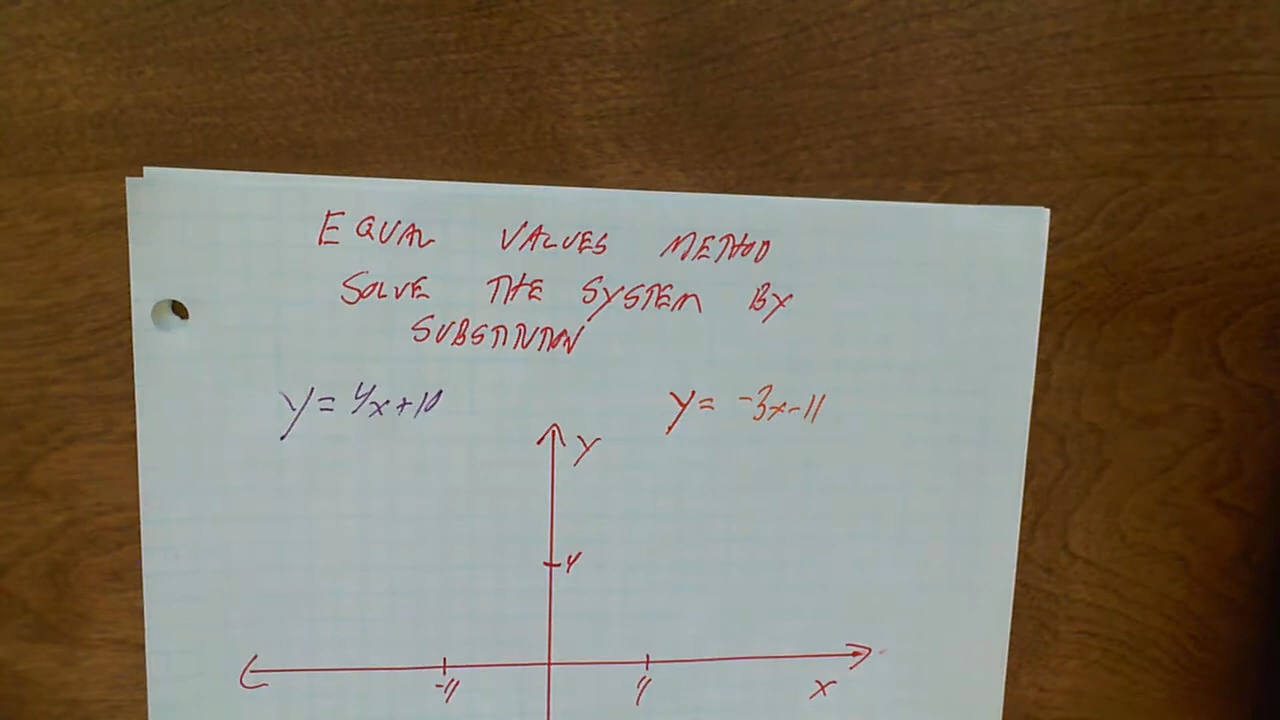 EQUAL VALUES METHOD
SOLVE THE SYSTEM BY
SUBSTITUTION
y = 4x+10 y = -3x-11
y
4
-4 4 x